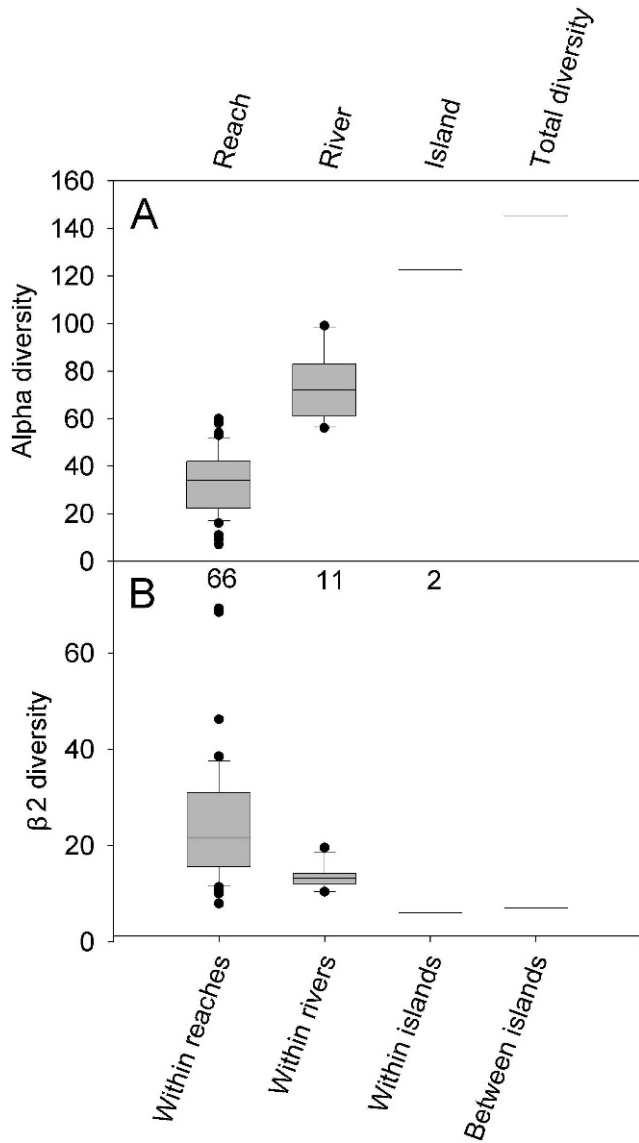 Reach
River
Island
Total diversity
A
160
140
120
100
80
60
40
20
0
Alpha diversity
66
11
2
B
60
40
20
0
β2 diversity
Within reaches
Within rivers
Within islands
Between islands